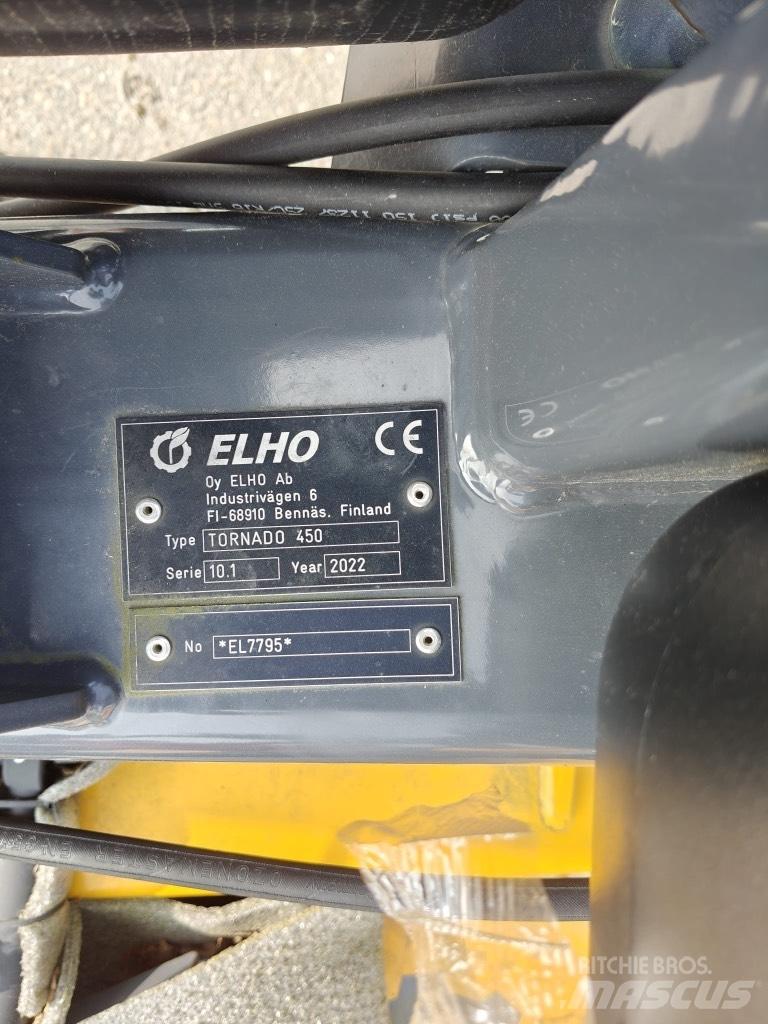 ELHO CE
Oy ELHO Ab
Industrivägen 6
FI-68910 Bennäs. Finland
Type TORNADO 450
Serie 10.1 Year 2022
No *EL7795*
CE
RITCHIE BROS.
MASCUS